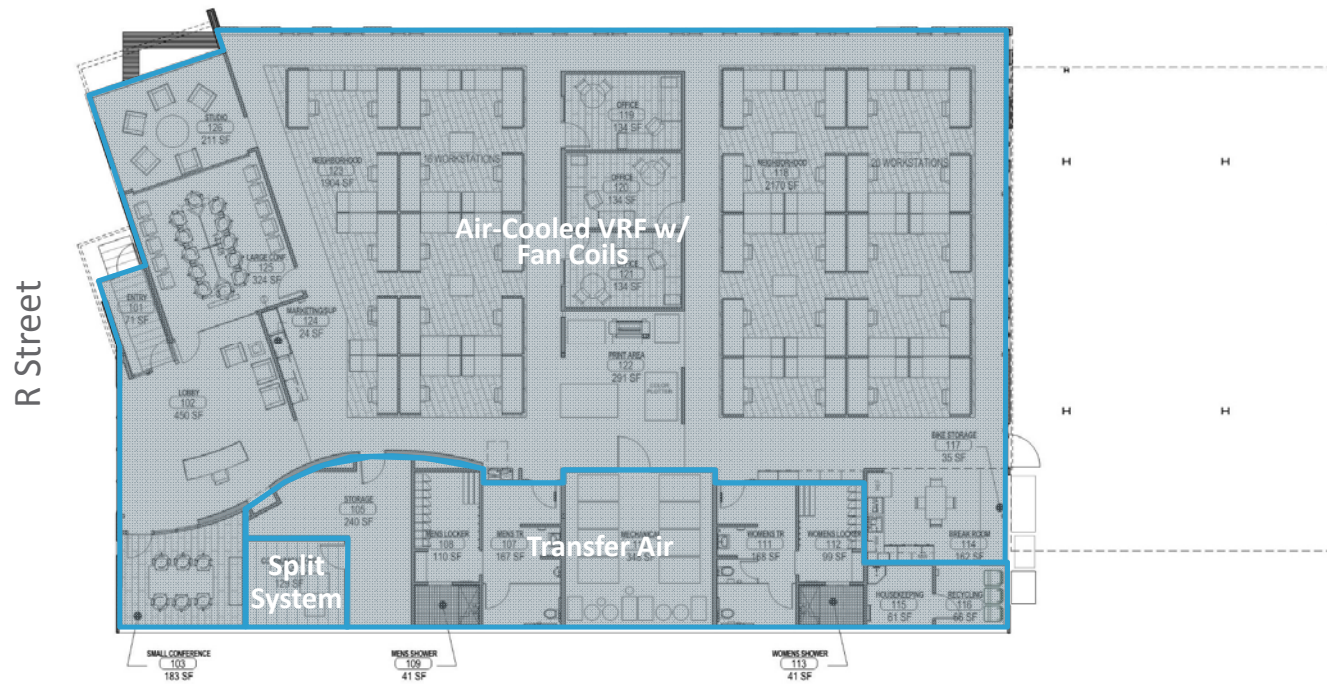 R Street
STUDIO
126
211 SF
LARGE CONF
125
324 SF
ENTRY
101
71 SF
MARKETING/SUP
124
24 SF
LOBBY
102
450 SF
NEIGHBORHOOD
123
1904 SF
16 WORKSTATIONS
OFFICE
119
134 SF
OFFICE
120
134 SF
Air-Cooled VRF w/
Fan Coils
OFFICE
121
134 SF
PRINT AREA
122
291 SF
COLOR
PLOTTER
NEIGHBORHOOD
118
2170 SF
20 WORKSTATIONS
BIKE STORAGE
117
35 SF
STORAGE
105
240 SF
Split
System
MENS LOCKER
108
110 SF
MENS TR
107
167 SF
Transfer Air
MECHANICAL
WOMENS TR
111
168 SF
WOMENS LOCKER
112
99 SF
BREAK ROOM
114
162 SF
HOUSEKEEPING
115
61 SF
RECYCLING
116
66 SF
SMALL CONFERENCE
103
183 SF
MENS SHOWER
109
41 SF
WOMENS SHOWER
113
41 SF
H
H
H
H
H